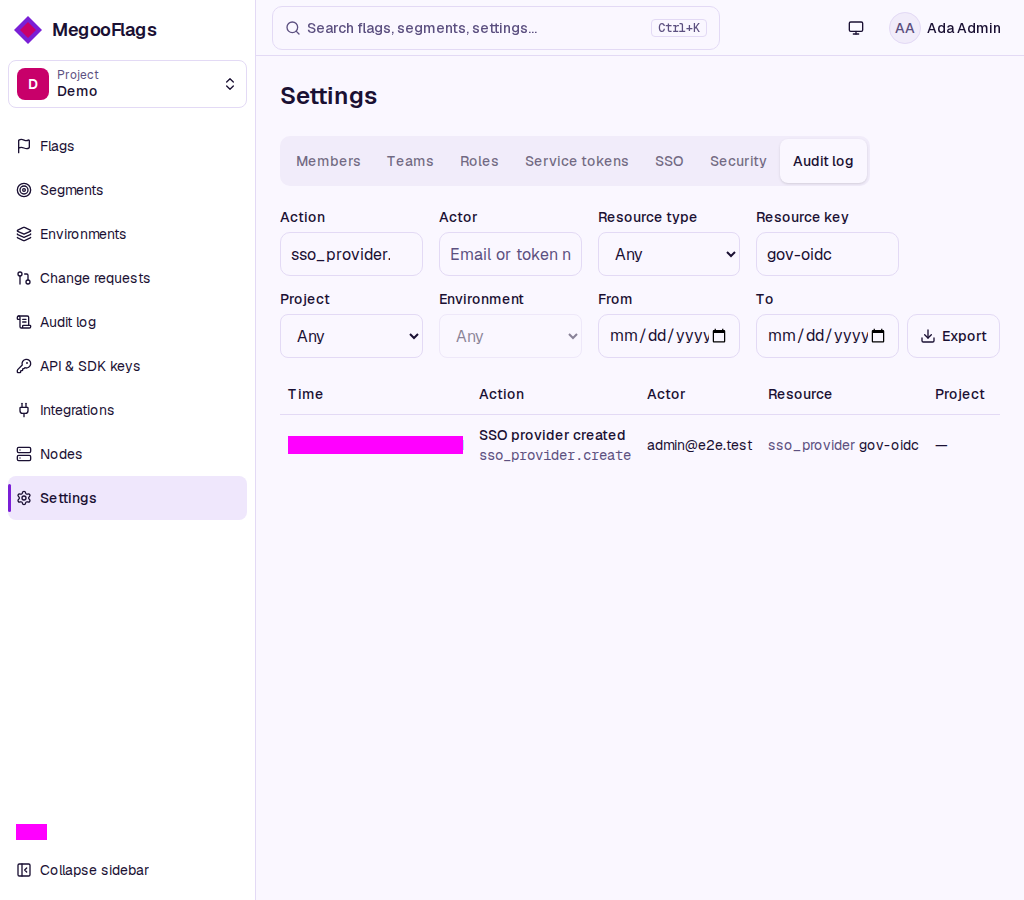 MegooFlags
Search flags, segments, settings...
Ctrl+K
AA
Ada Admin
D
Project
Demo
Flags
Segments
Environments
Change requests
Audit log
API & SDK keys
Integrations
Nodes
Settings
Collapse sidebar
Settings
Members
Teams
Roles
Service tokens
SSO
Security
Audit log
Action
Actor
Resource type
Resource key
sso_provider.
Email or token n
Any
gov-oidc
Project
Environment
From
To
Any
Any
mm/dd/yyyy
mm/dd/yyyy
Export
Time
Action
Actor
Resource
Project
SSO provider created
sso_provider.create
admin@e2e.test
sso_provider gov-oidc
—